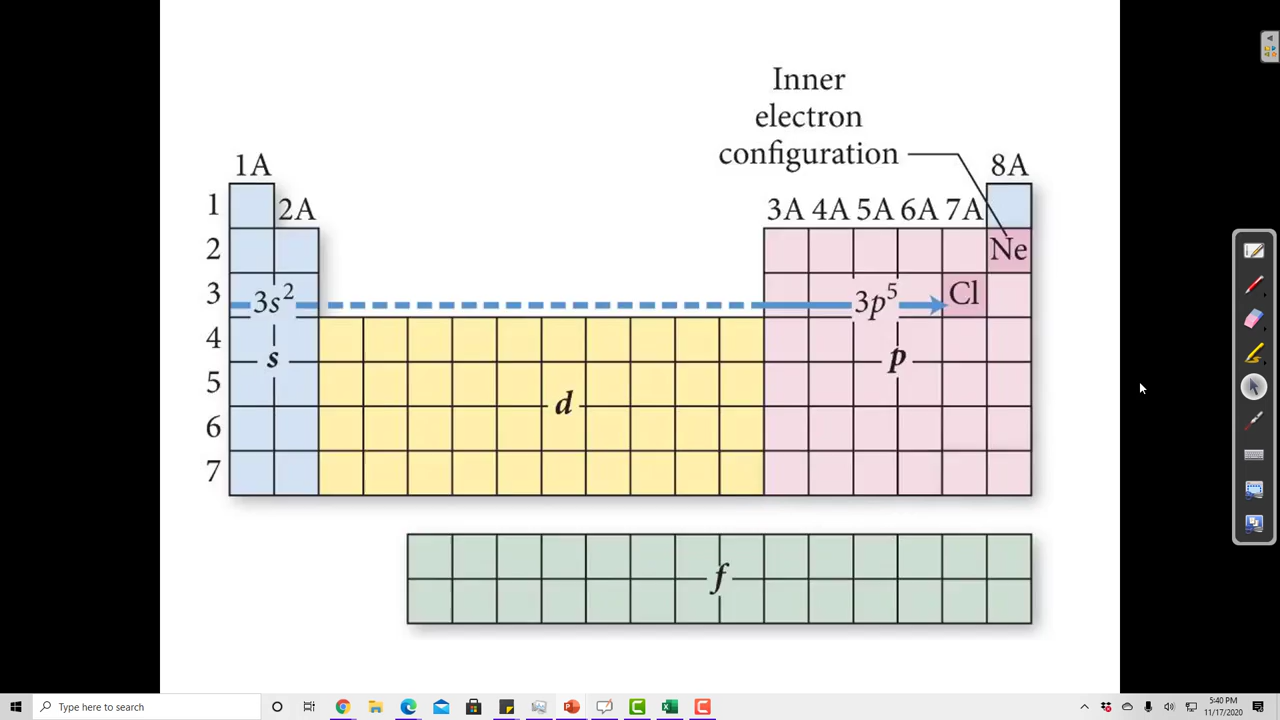 Inner
electron
configuration
1A
8A
1
2A
3A 4A 5A 6A 7A
2
Ne
3
3s²
3p⁵
Cl
4
s
p
5
d
6
7
f
Type here to search
5:40 PM
11/17/2020